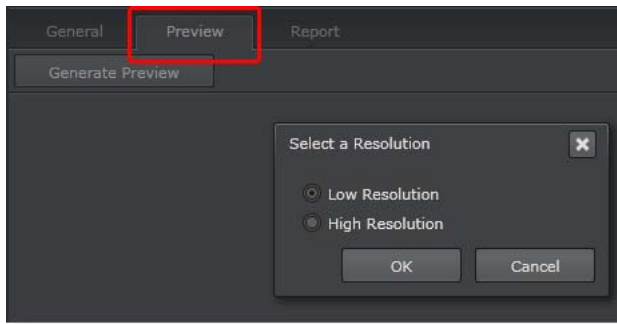 General Preview Report
Generate Preview
Select a Resolution
Low Resolution
High Resolution
OK Cancel